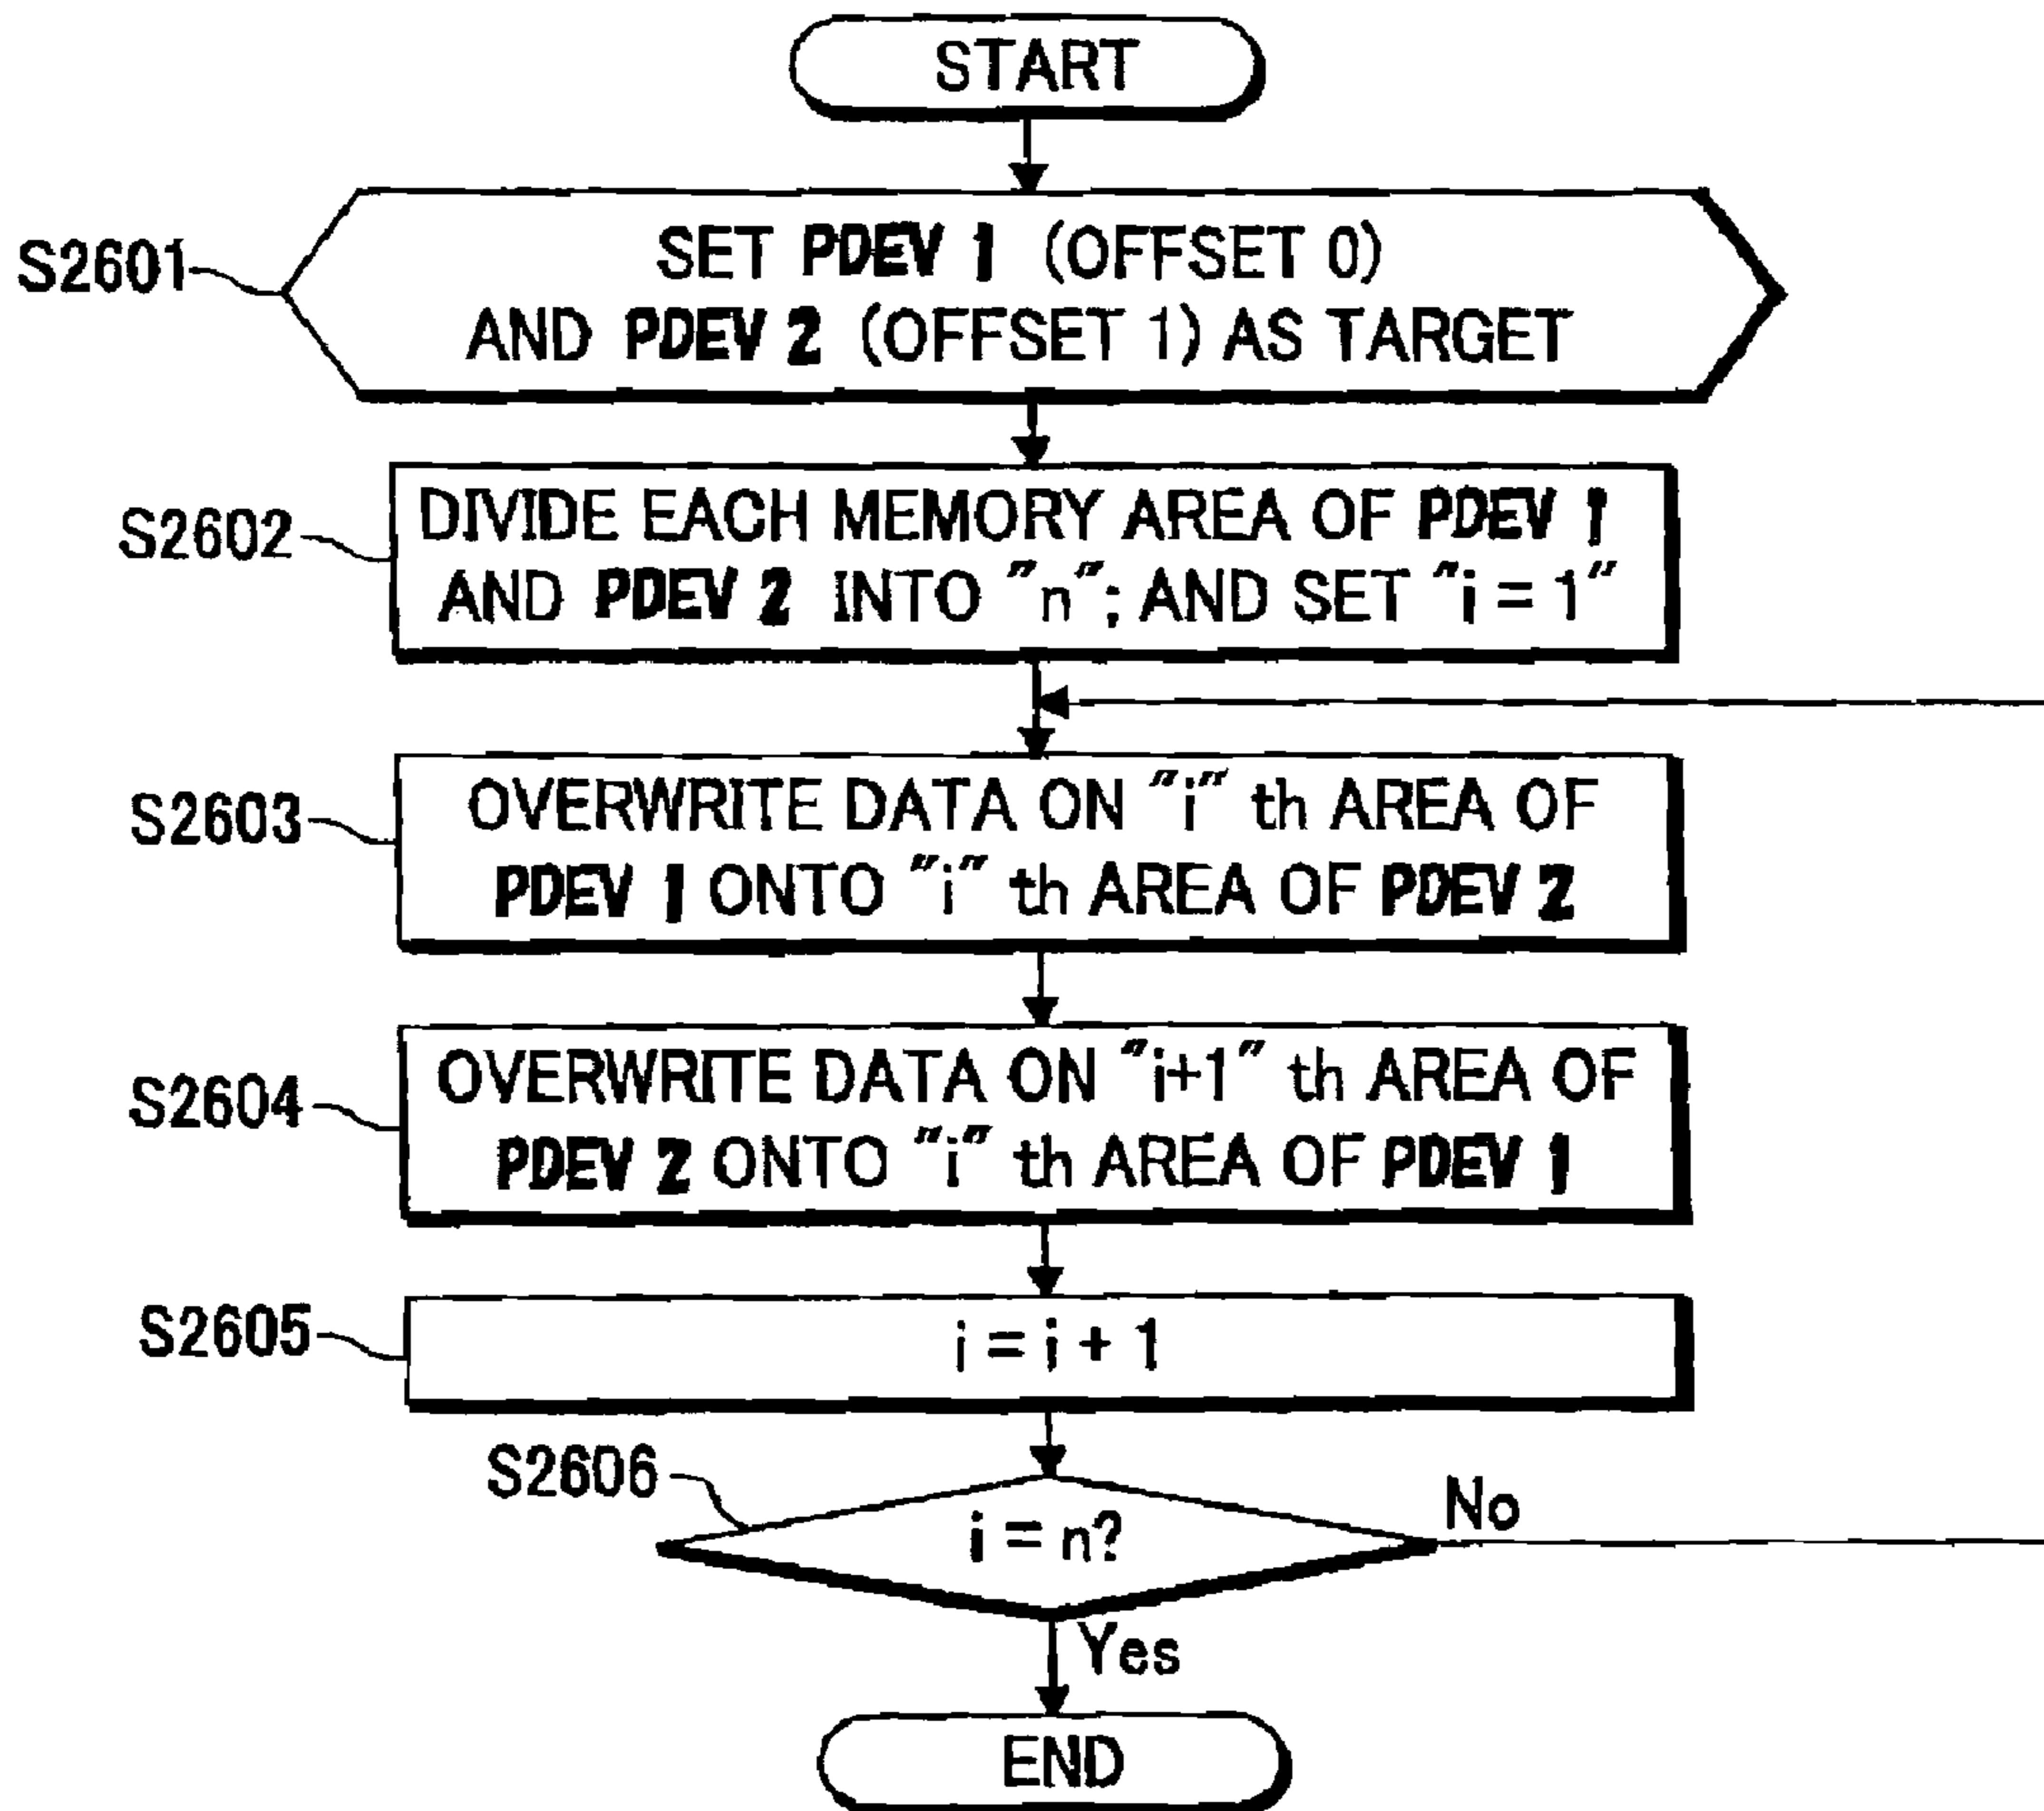 START
S2601
SET PDEV 1 (OFFSET 0)
AND PDEV 2 (OFFSET 1) AS TARGET
S2602
DIVIDE EACH MEMORY AREA OF PDEV 1
AND PDEV 2 INTO "n"; AND SET "i = 1"
S2603
OVERWRITE DATA ON "i" th AREA OF
PDEV 1 ONTO "i" th AREA OF PDEV 2
S2604
OVERWRITE DATA ON "i+1" th AREA OF
PDEV 2 ONTO "i" th AREA OF PDEV 1
S2605
i = i + 1
S2606
i = n?
No
Yes
END